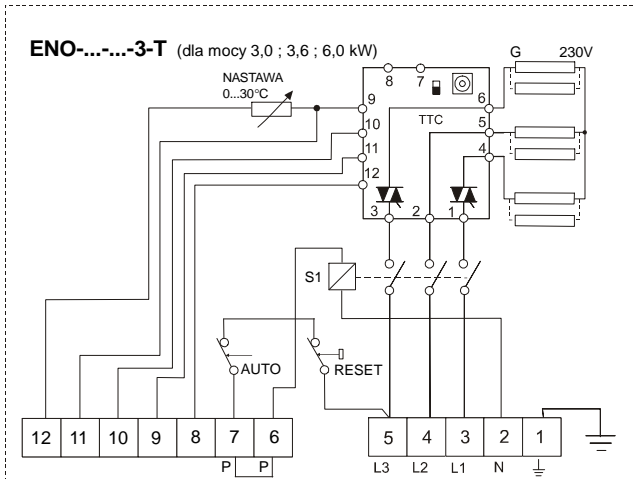 ENO-...-...-3-T (dla mocy 3,0 ; 3,6 ; 6,0 kW)
G 230V
NASTAWA
0...30°C
8 7
9 6
TTC
10 5
11 4
12
3 2 1
S1
AUTO RESET
12 11 10 9 8 7 6 5 4 3 2 1
P P L3 L2 L1 N